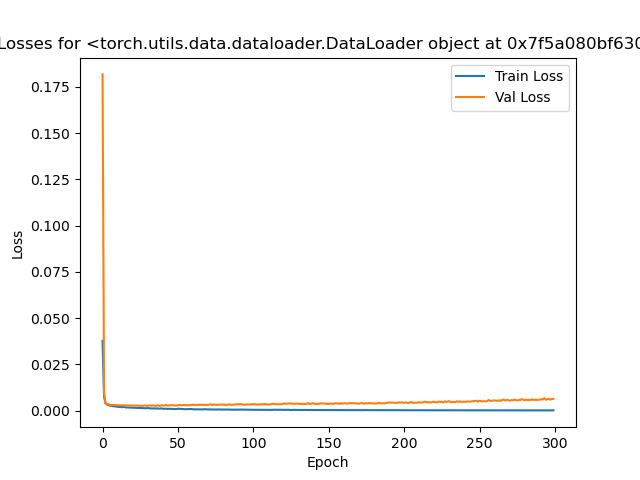 Losses for <torch.utils.data.dataloader.DataLoader object at 0x7f5a080bf630
Train Loss
Val Loss
0.175
0.150
0.125
0.100
0.075
0.050
0.025
0.000
Loss
0 50 100 150 200 250 300
Epoch